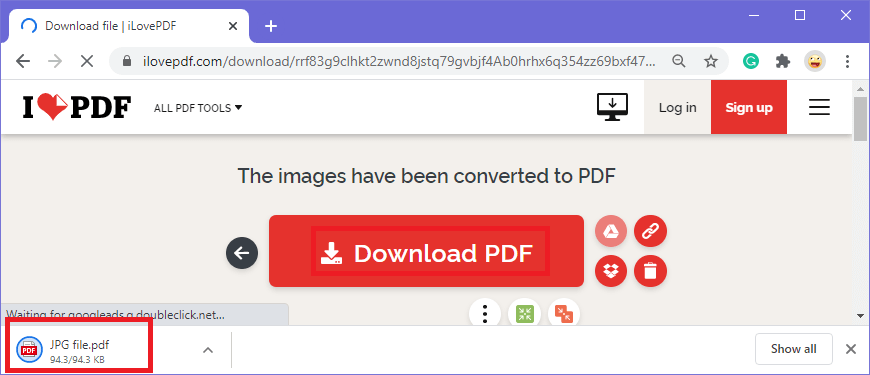 Download file | iLovePDF
ilovepdf.com/download/rrf83g9clhkt2zwnd8jstq79gvbjf4Ab0hrhx6q354zz69bxf47...
I PDF
ALL PDF TOOLS
Log in
Sign up
The images have been converted to PDF
Download PDF
Waiting for googleads.g.doubleclick.net...
PDF
JPG file.pdf
94.3/94.3 KB
Show all